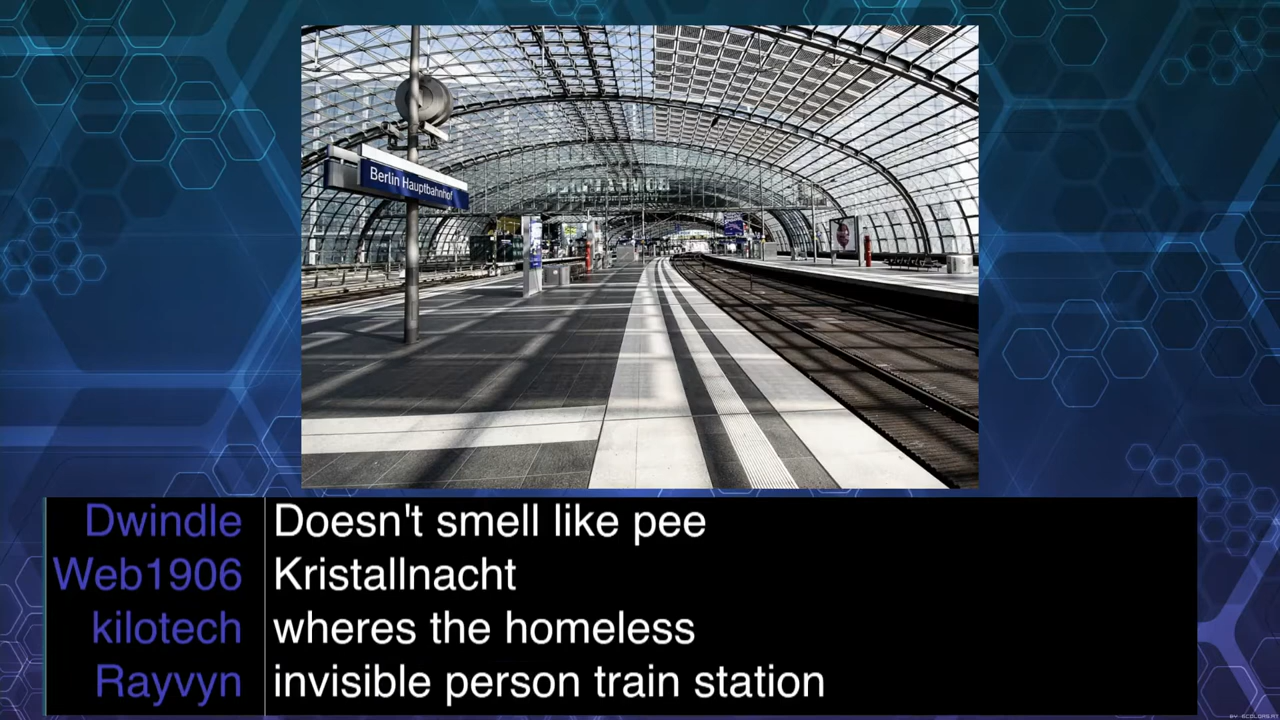 Berlin Hauptbahnhof
Dwindle Doesn't smell like pee
Web1906 Kristallnacht
kilotech wheres the homeless
Rayvyn invisible person train station